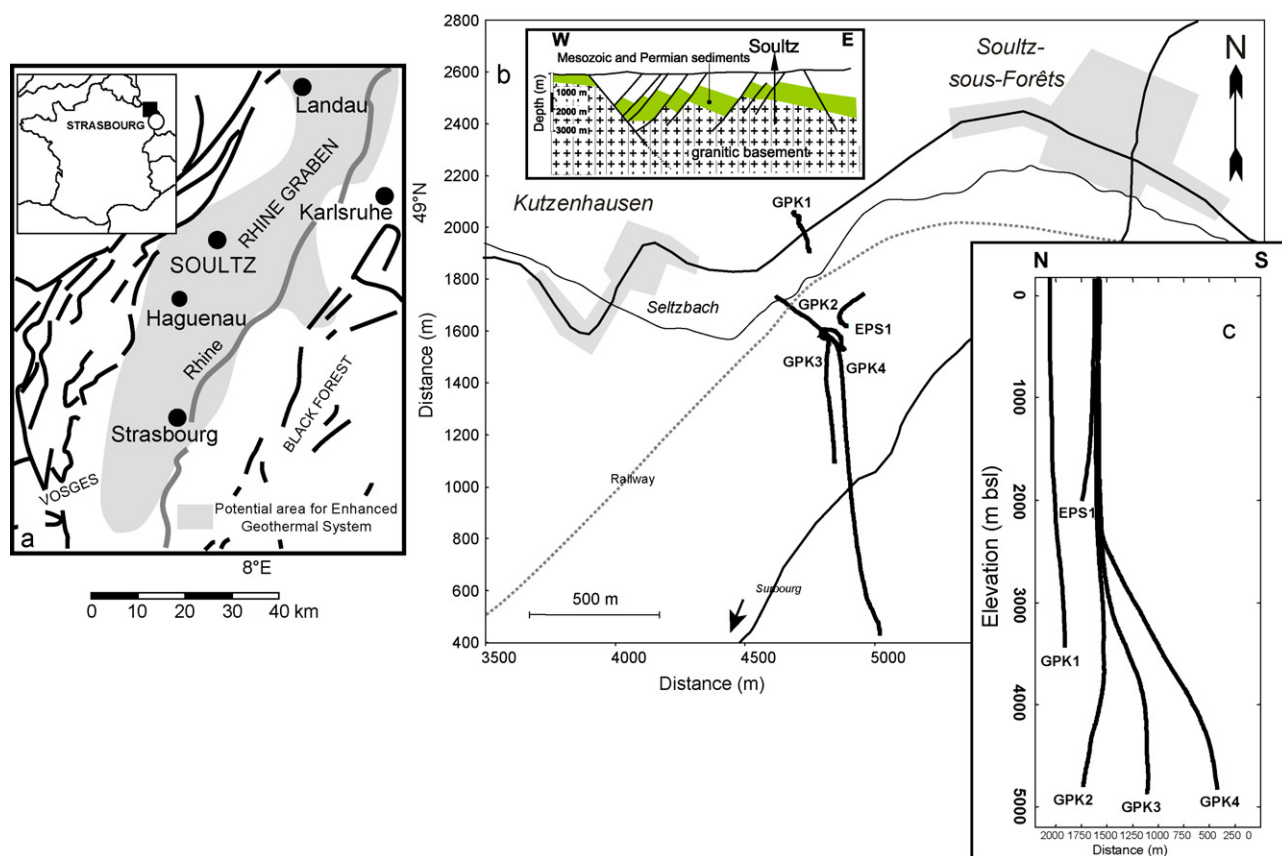 STRASBOURG
Landau
RHINE GRABEN
Karlsruhe
SOULTZ
Haguenau
Rhine
Strasbourg
BLACK FOREST
VOSGES
Potential area for Enhanced
Geothermal System
a
8°E
49°N
0 10 20 30 40 km
b
2800
2600
2400
2200
2000
1800
1600
1400
1200
1000
800
600
400
Distance (m)
3500 4000 4500 5000
Distance (m)
W E
Mesozoic and Permian sediments
Soultz
Depth (m)
1000 m
2000 m
3000 m
granitic basement
Soultz-
sous-Forêts
N
Kutzenhausen
GPK1
Seltzbach
GPK2
EPS1
GPK3
GPK4
Railway
Surbourg
500 m
N S
C
0
1000
2000
3000
4000
5000
Elevation (m bsl)
EPS1
GPK1
GPK2
GPK3
GPK4
2000 1750 1500 1250 1000 750 500 250 0
Distance (m)